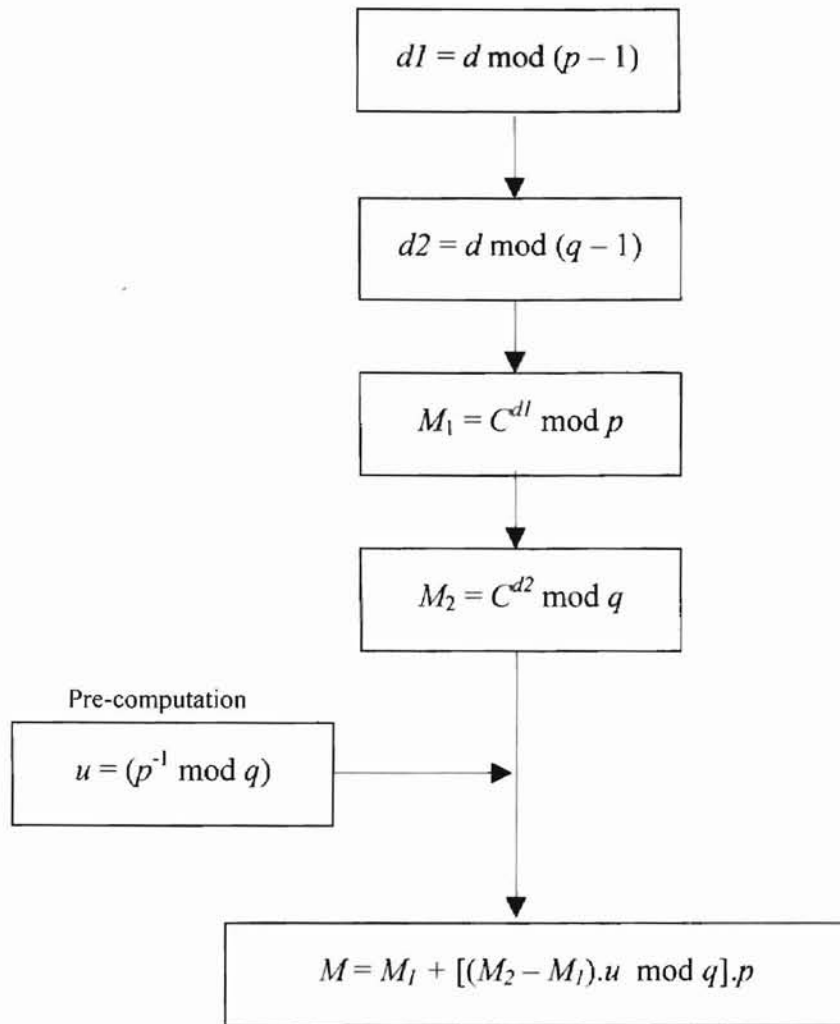 d1 = d mod (p – 1)
d2 = d mod (q – 1)
M₁ = C^{d1} mod p
M₂ = C^{d2} mod q
Pre-computation
u = (p⁻¹ mod q)
M = M₁ + [(M₂ – M₁).u mod q].p